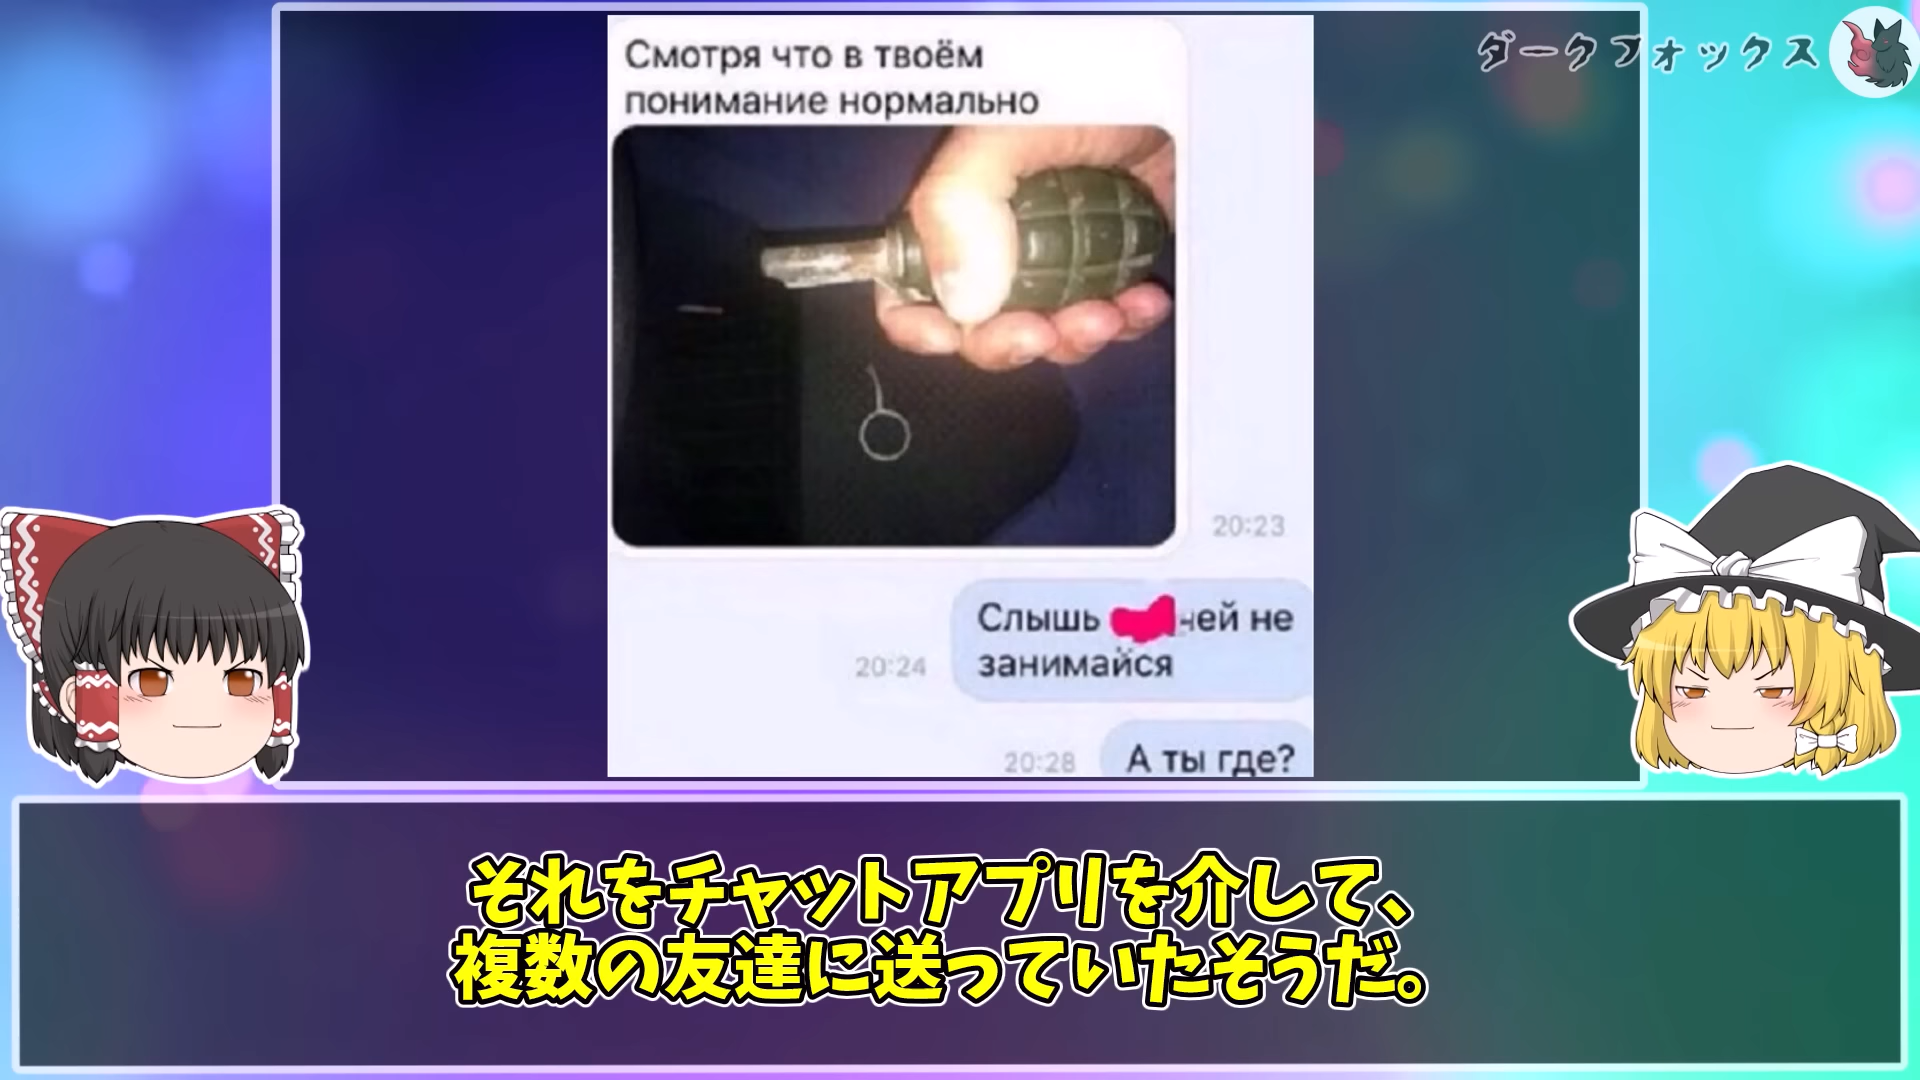 ダークフォックス
Смотря что в твоём
понимание нормально
20:23
Слышь ней не
занимайся
20:24
А ты где?
20:28
それをチャットアプリを介して、
複数の友達に送っていたそうだ。